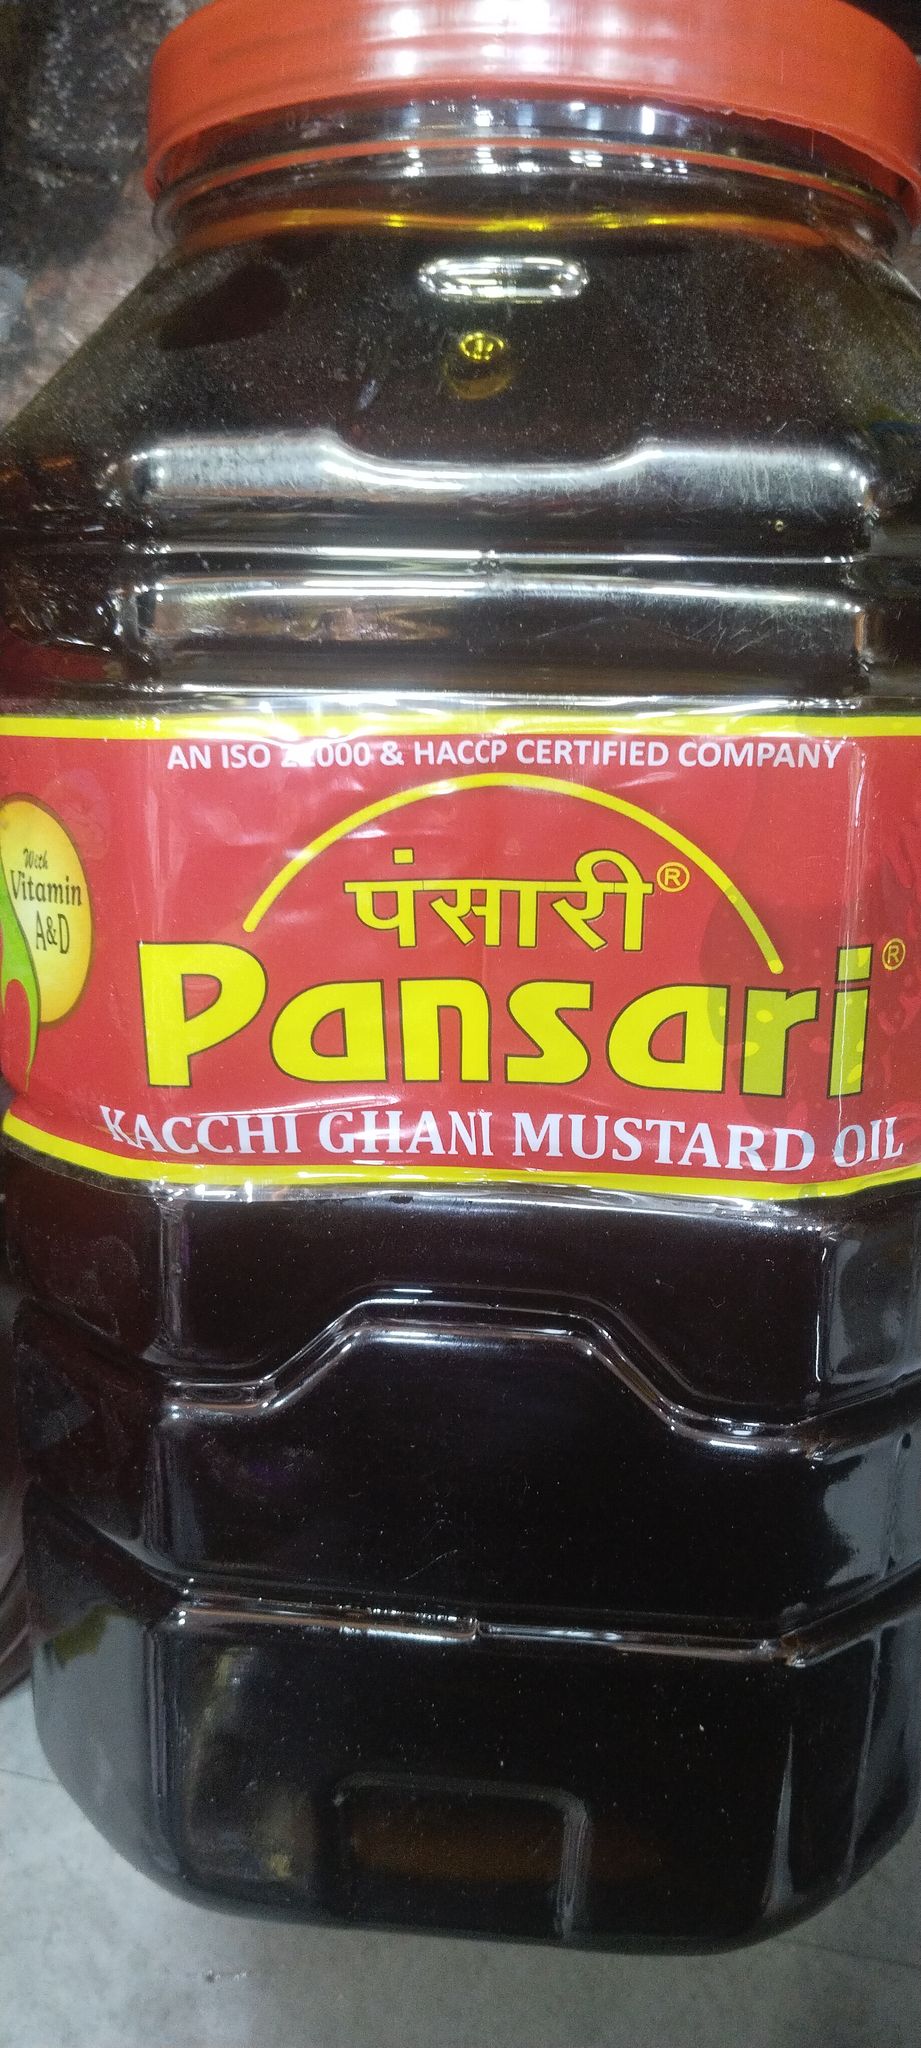 AN ISO 22000 & HACCP CERTIFIED COMPANY
With
Vitamin
A&D
पंसारी®
Pansari®
KACCHI GHANI MUSTARD OIL